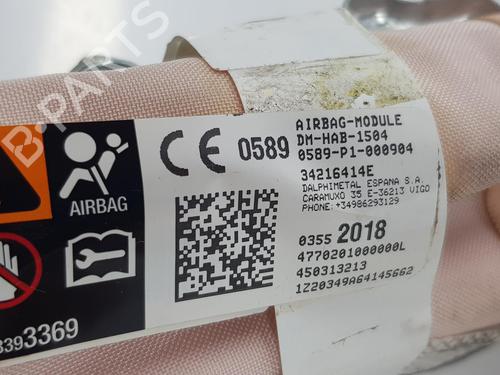 AIRBAG-MODULE
DM-HAB-1504
CE 0589 0589-P1-000904
34216414E
DALPHIMETAL ESPANA S.A.
CARAMUXO 35 E-36213 VIGO
PHONE: +34986293129
AIRBAG
0355 2018
4770201000000L
450313213
1Z20349A64145662
3393369
B-PARTS